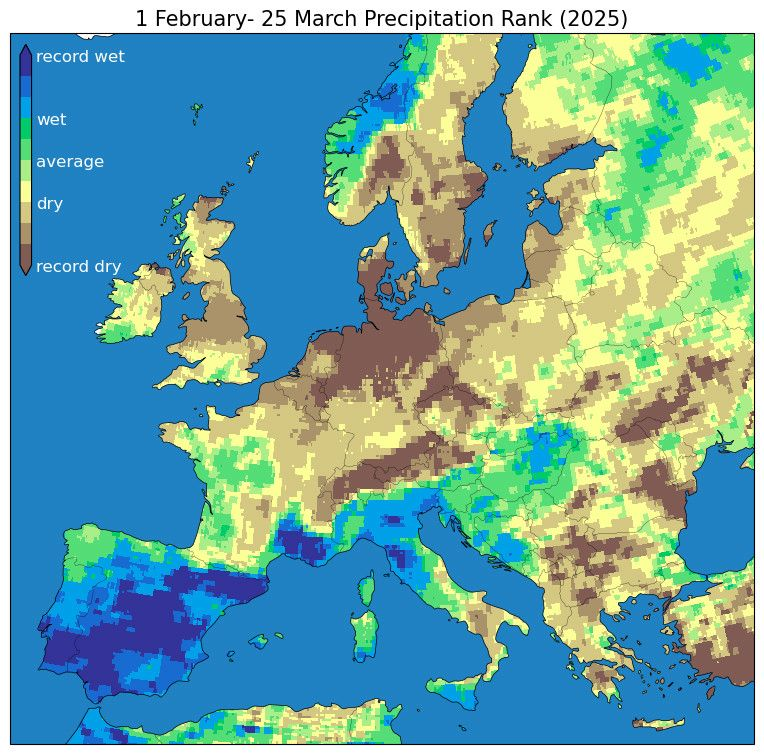 1 February- 25 March Precipitation Rank (2025)
record wet
wet
average
dry
record dry